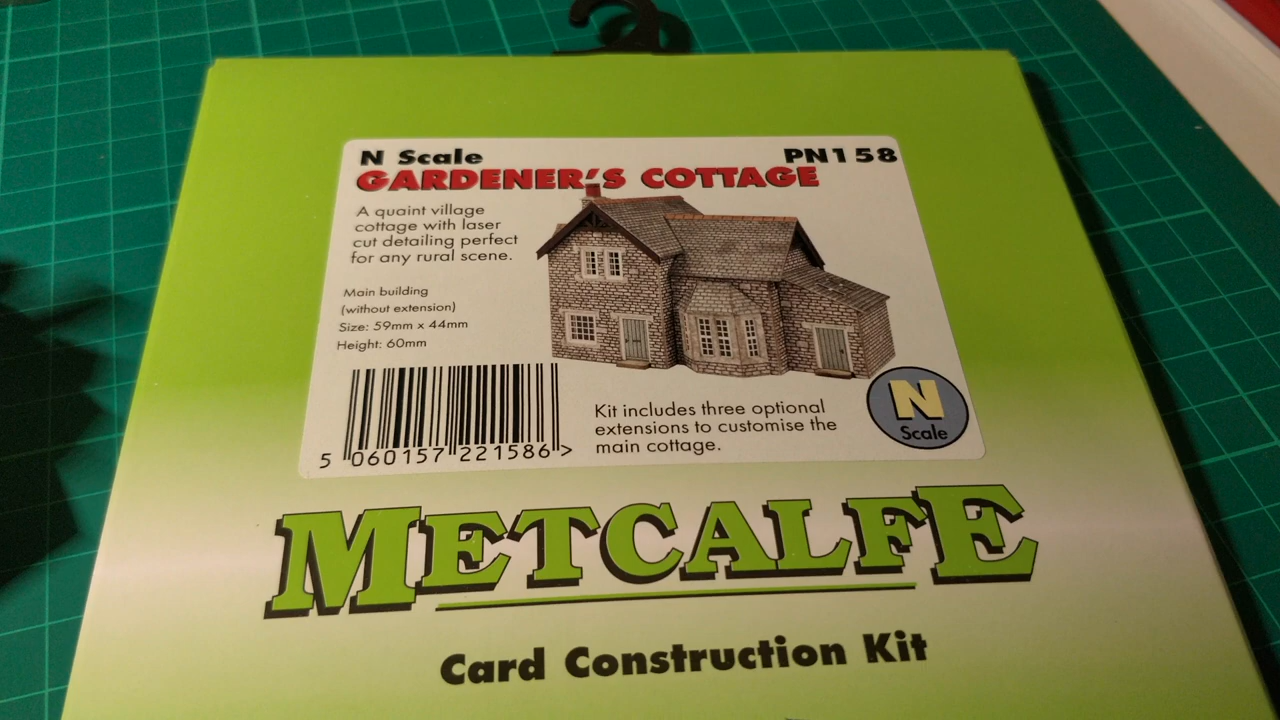 N Scale PN158
GARDENER'S COTTAGE
A quaint village
cottage with laser
cut detailing perfect
for any rural scene.
Main building
(without extension)
Size: 59mm x 44mm
Height: 60mm
5 060157 221586 >
Kit includes three optional
extensions to customise the
main cottage.
N
Scale
METCALFE
Card Construction Kit